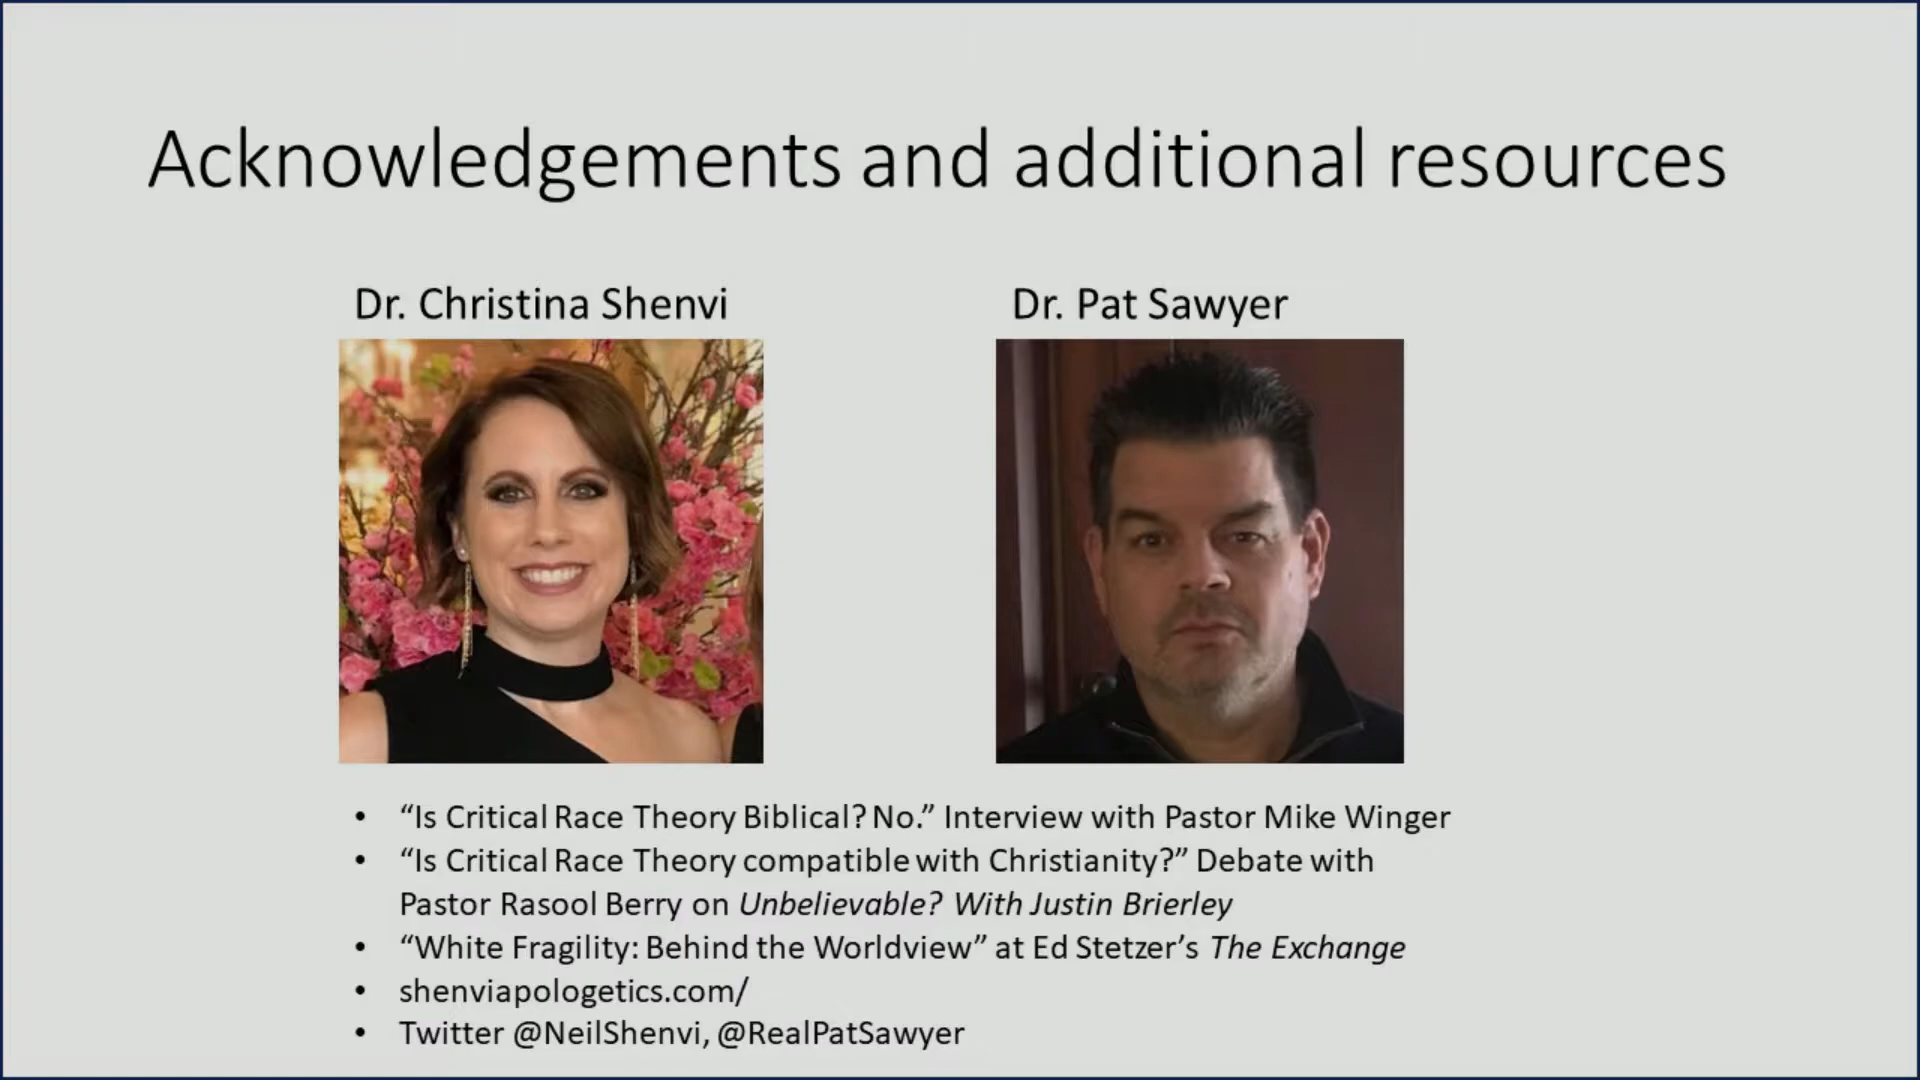 Acknowledgements and additional resources
Dr. Christina Shenvi
Dr. Pat Sawyer
• “Is Critical Race Theory Biblical? No.” Interview with Pastor Mike Winger
• “Is Critical Race Theory compatible with Christianity?” Debate with
Pastor Rasool Berry on Unbelievable? With Justin Brierley
• “White Fragility: Behind the Worldview” at Ed Stetzer’s The Exchange
• shenviapologetics.com/
• Twitter @NeilShenvi, @RealPatSawyer